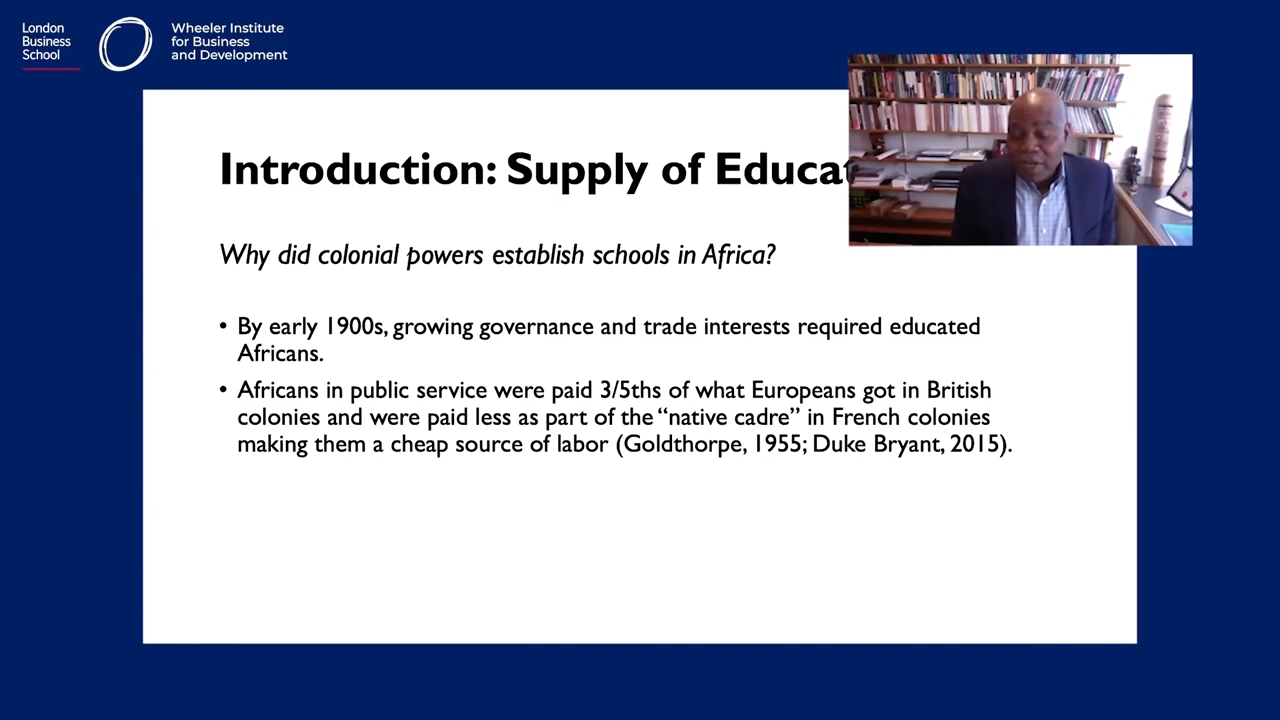 London
Business
School
Wheeler Institute
for Business
and Development
Introduction: Supply of
Why did colonial powers establish schools in Africa?
• By early 1900s, growing governance and trade interests required educated
Africans.
• Africans in public service were paid 3/5ths of what Europeans got in British
colonies and were paid less as part of the “native cadre” in French colonies
making them a cheap source of labor (Goldthorpe, 1955; Duke Bryant, 2015).